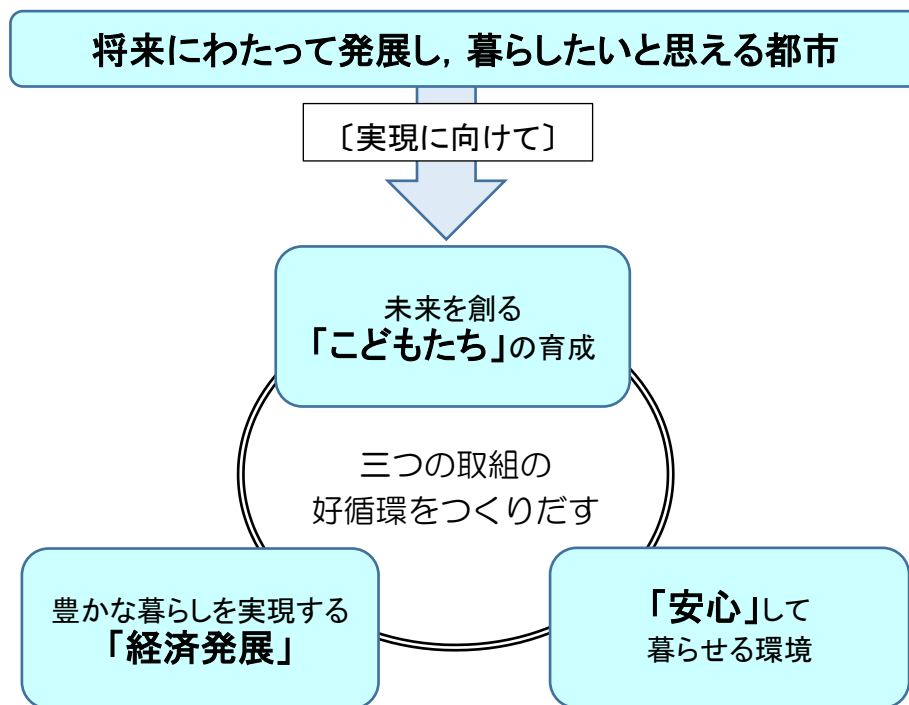 将来にわたって発展し，暮らしたいと思える都市
〔実現に向けて〕
未来を創る
「こどもたち」の育成
三つの取組の
好循環をつくりだす
豊かな暮らしを実現する
「経済発展」
「安心」して
暮らせる環境